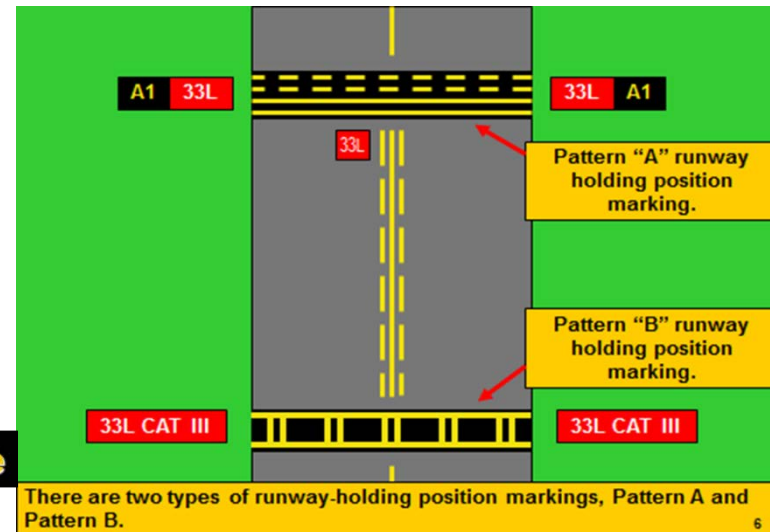 A1 33L
33L A1
33L
Pattern “A” runway
holding position
marking.
Pattern “B” runway
holding position
marking.
33L CAT III
33L CAT III
There are two types of runway-holding position markings, Pattern A and
Pattern B.
6